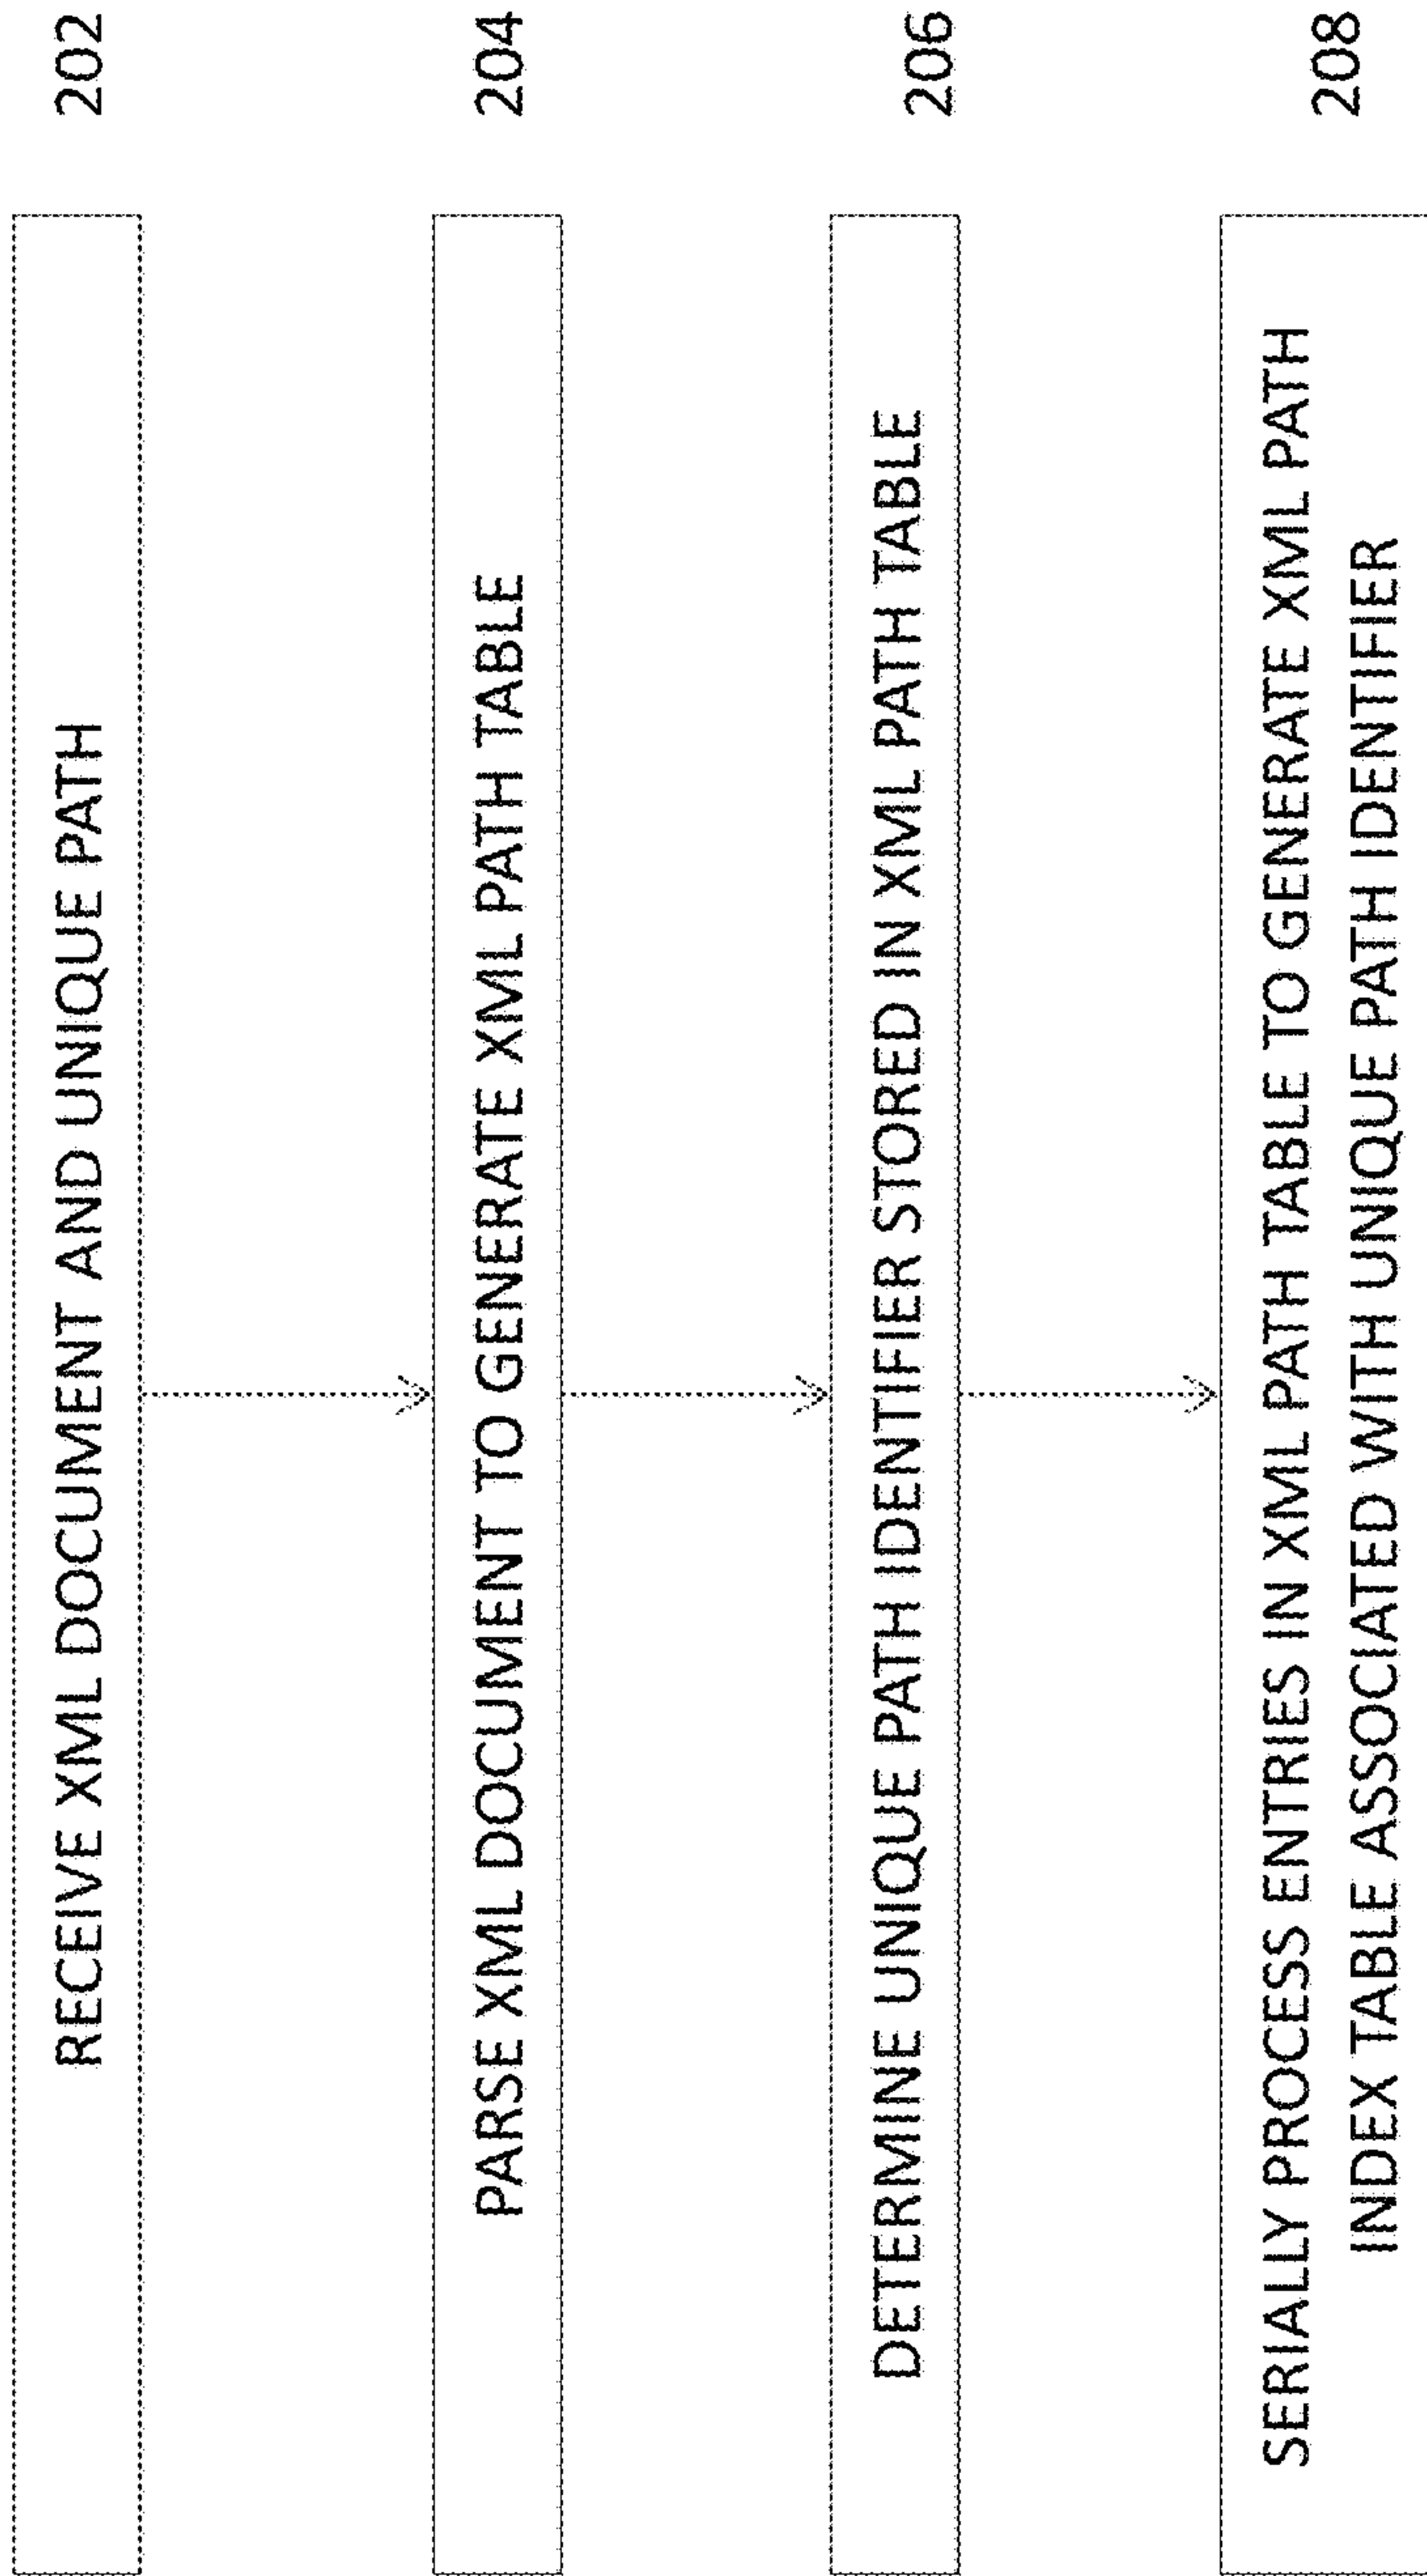 RECEIVE XML DOCUMENT AND UNIQUE PATH
202
PARSE XML DOCUMENT TO GENERATE XML PATH TABLE
204
DETERMINE UNIQUE PATH IDENTIFIER STORED IN XML PATH TABLE
206
SERIALLY PROCESS ENTRIES IN XML PATH TABLE TO GENERATE XML PATH
INDEX TABLE ASSOCIATED WITH UNIQUE PATH IDENTIFIER
208